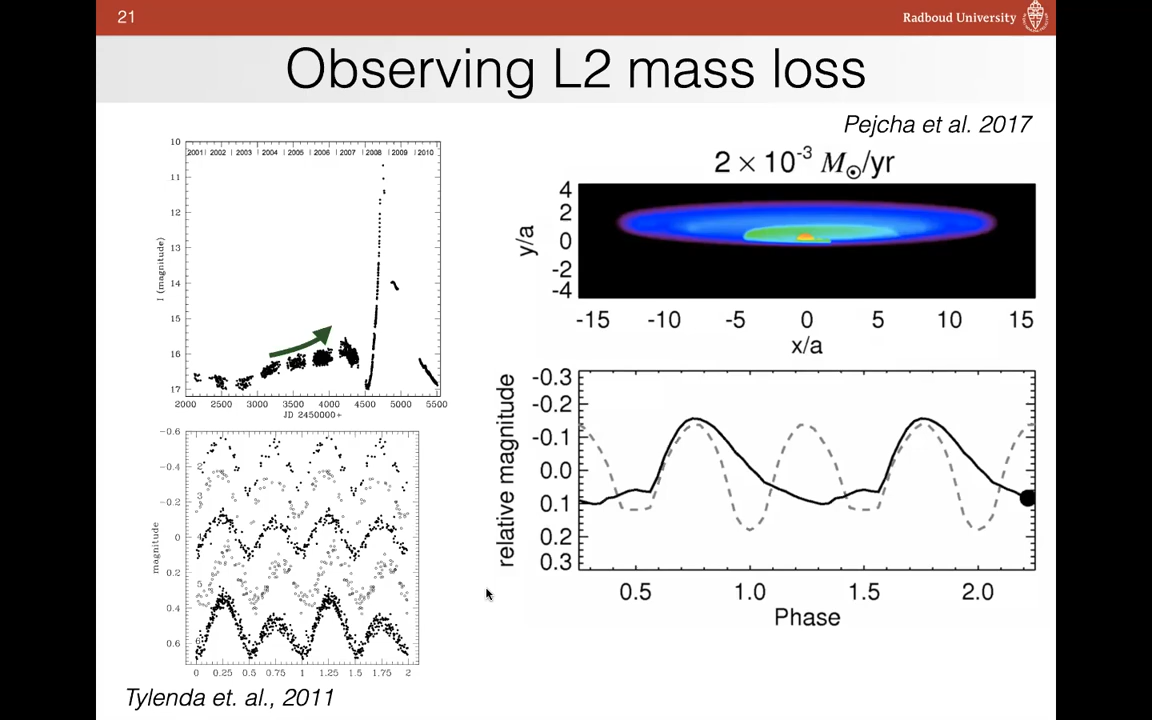 21
Radboud University
Observing L2 mass loss
Pejcha et al. 2017
10
2001 | 2002 | 2003 | 2004 | 2005 | 2006 | 2007 | 2008 | 2009 | 2010
11
12
13
14
15
16
17
I (magnitude)
2000 2500 3000 3500 4000 4500 5000 5500
JD 2450000+
-0.6
-0.4
-0.2
0
0.2
0.4
0.6
magnitude
2
3
4
5
6
0 0.25 0.5 0.75 1 1.25 1.5 1.75 2
Tylenda et. al., 2011
2 × 10⁻³ M☉/yr
4
2
0
-2
-4
y/a
-15 -10 -5 0 5 10 15
x/a
-0.3
-0.2
-0.1
0.0
0.1
0.2
0.3
relative magnitude
0.5 1.0 1.5 2.0
Phase